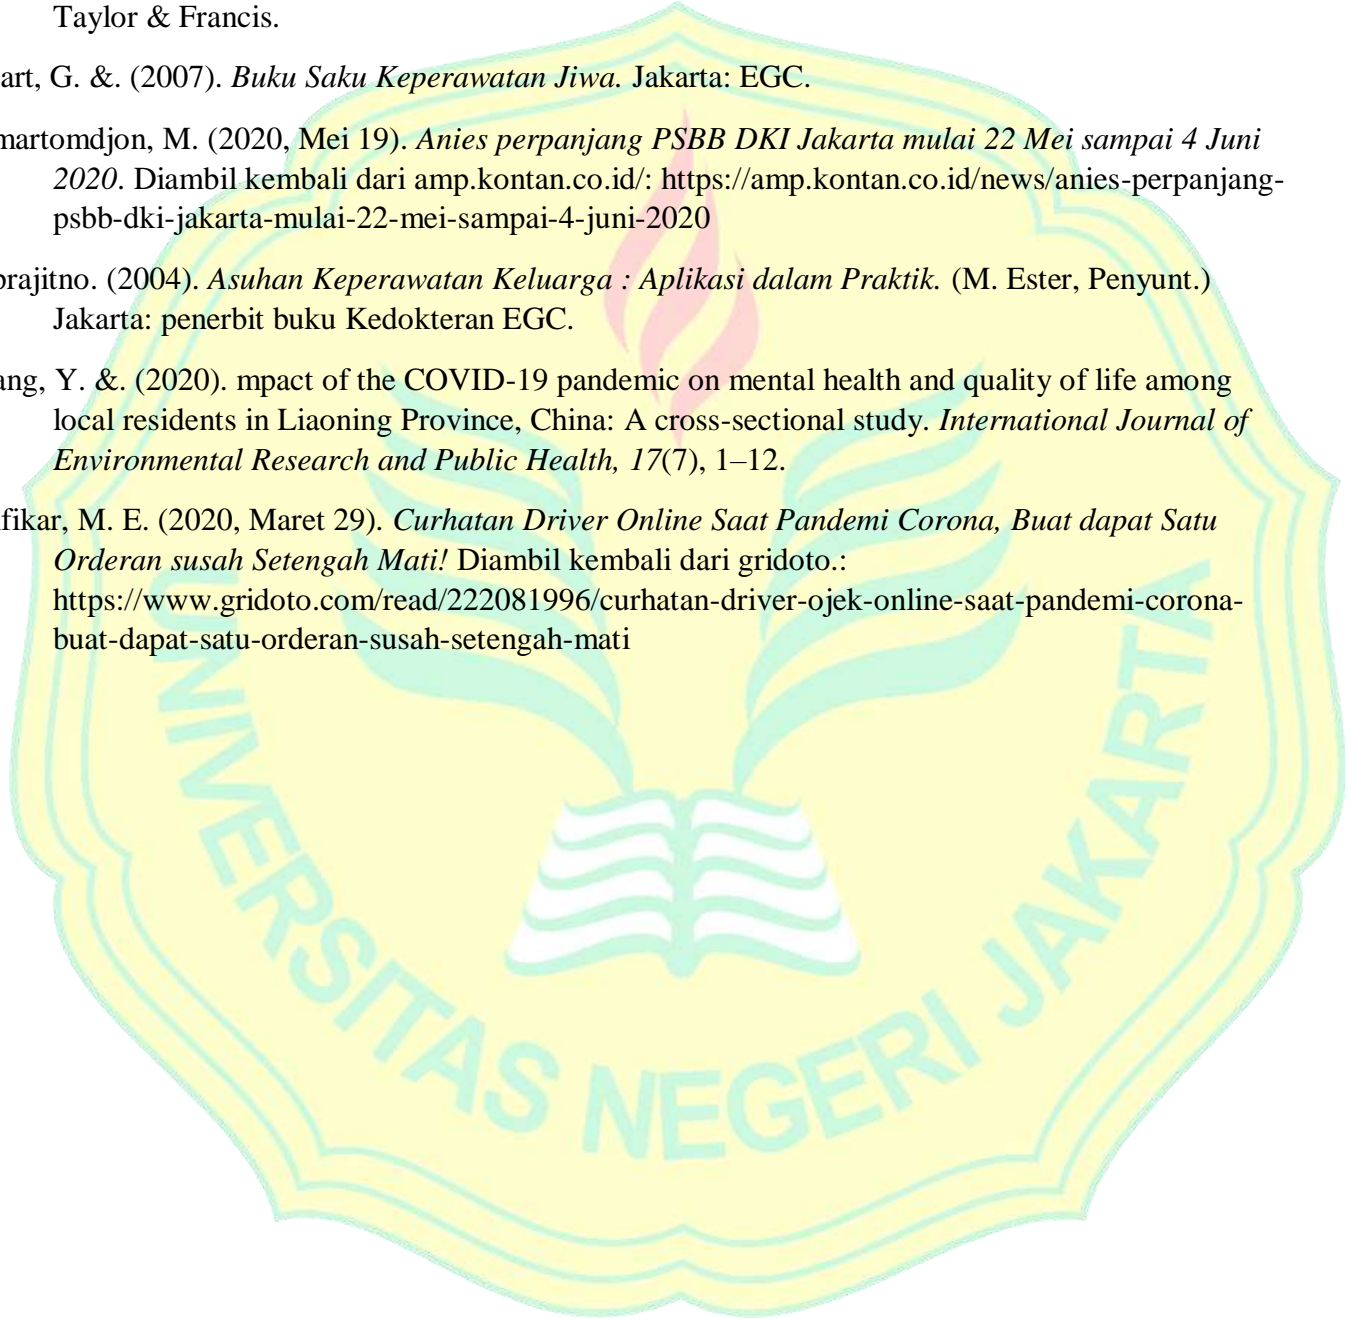 Taylor & Francis.
art, G. &. (2007). Buku Saku Keperawatan Jiwa. Jakarta: EGC.
martomdjon, M. (2020, Mei 19). Anies perpanjang PSBB DKI Jakarta mulai 22 Mei sampai 4 Juni
2020. Diambil kembali dari amp.kontan.co.id/: https://amp.kontan.co.id/news/anies-perpanjang-
psbb-dki-jakarta-mulai-22-mei-sampai-4-juni-2020
prajitno. (2004). Asuhan Keperawatan Keluarga : Aplikasi dalam Praktik. (M. Ester, Penyunt.)
Jakarta: penerbit buku Kedokteran EGC.
ang, Y. &. (2020). mpact of the COVID-19 pandemic on mental health and quality of life among
local residents in Liaoning Province, China: A cross-sectional study. International Journal of
Environmental Research and Public Health, 17(7), 1–12.
fikar, M. E. (2020, Maret 29). Curhatan Driver Online Saat Pandemi Corona, Buat dapat Satu
Orderan susah Setengah Mati! Diambil kembali dari gridoto.:
https://www.gridoto.com/read/222081996/curhatan-driver-ojek-online-saat-pandemi-corona-
buat-dapat-satu-orderan-susah-setengah-mati
UNIVERSITAS NEGERI JAKARTA